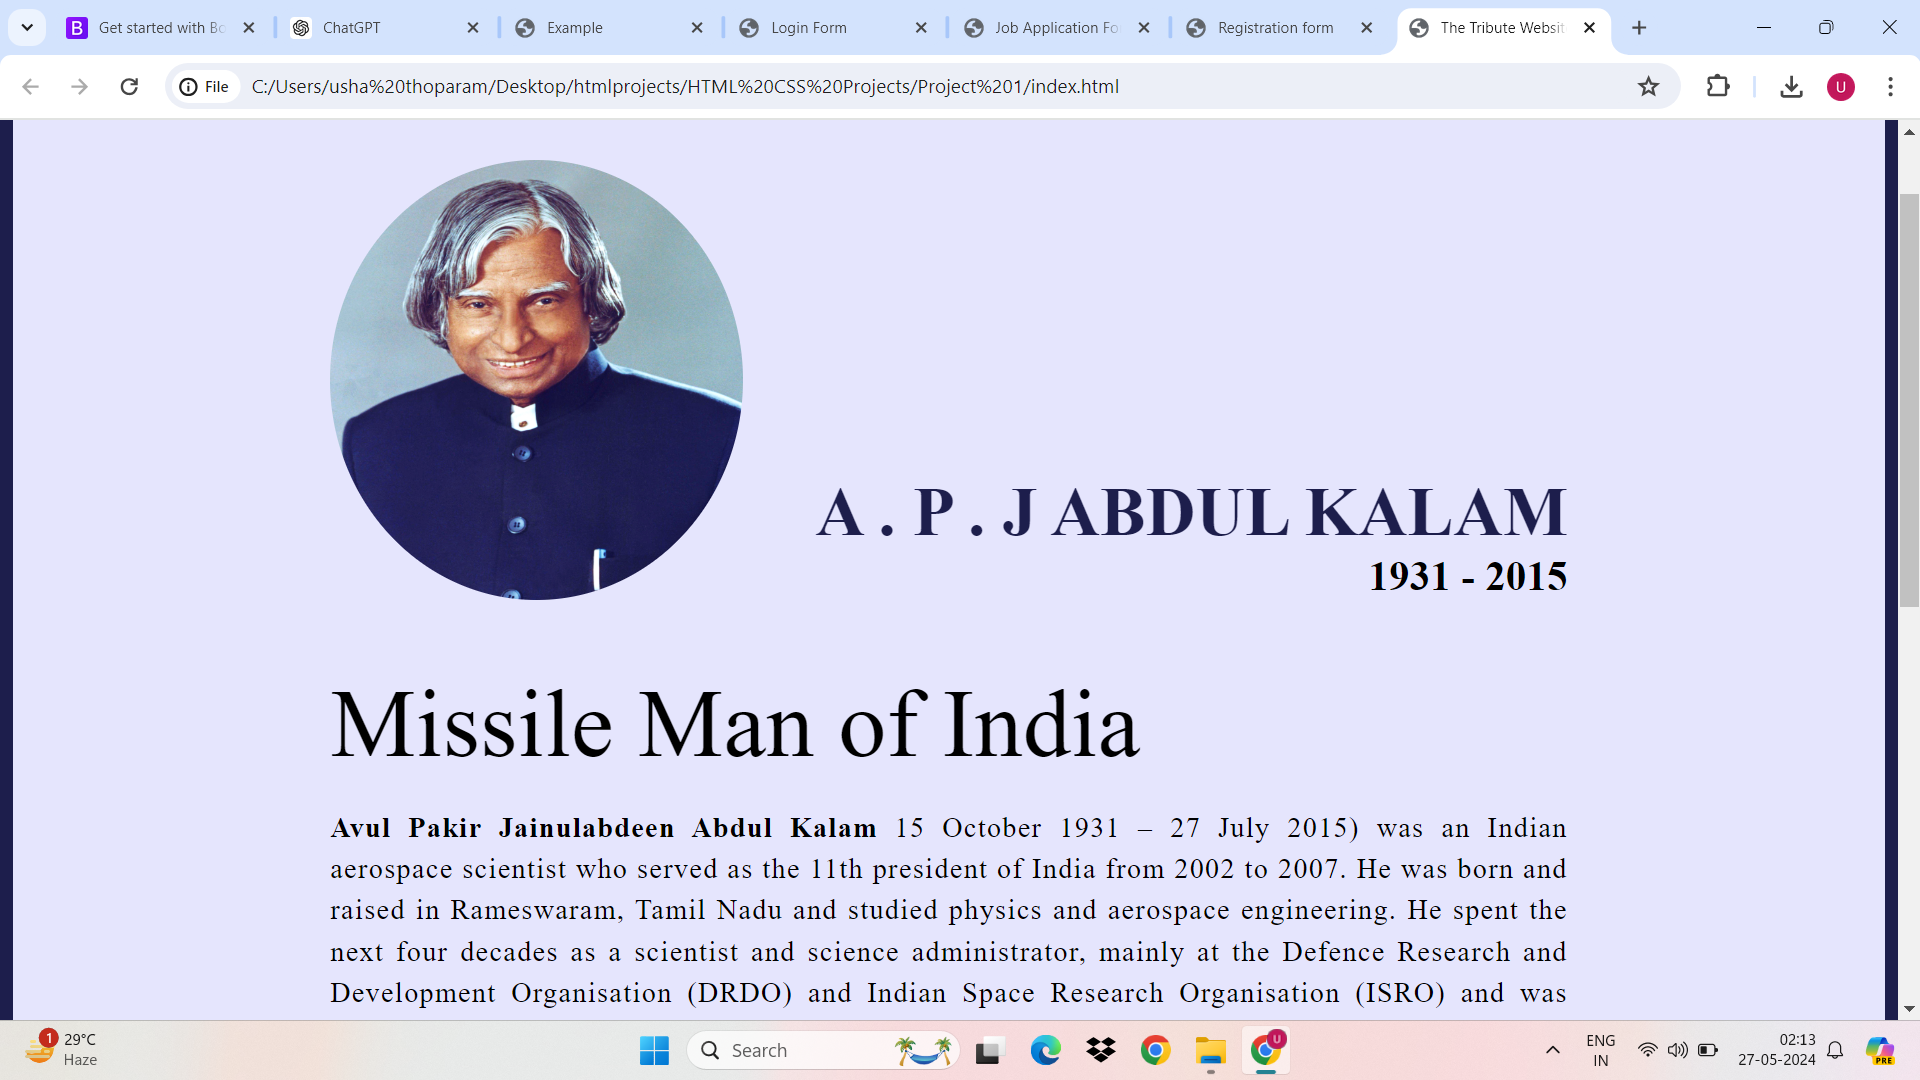 Get started with Bo
ChatGPT
Example
Login Form
Job Application Fo
Registration form
The Tribute Websit
File
C:/Users/usha%20thoparam/Desktop/htmlprojects/HTML%20CSS%20Projects/Project%201/index.html
U
A . P . J ABDUL KALAM
1931 - 2015
Missile Man of India
Avul Pakir Jainulabdeen Abdul Kalam 15 October 1931 – 27 July 2015) was an Indian
aerospace scientist who served as the 11th president of India from 2002 to 2007. He was born and
raised in Rameswaram, Tamil Nadu and studied physics and aerospace engineering. He spent the
next four decades as a scientist and science administrator, mainly at the Defence Research and
Development Organisation (DRDO) and Indian Space Research Organisation (ISRO) and was
1
29°C
Haze
Search
U
ENG
IN
02:13
27-05-2024
PRE